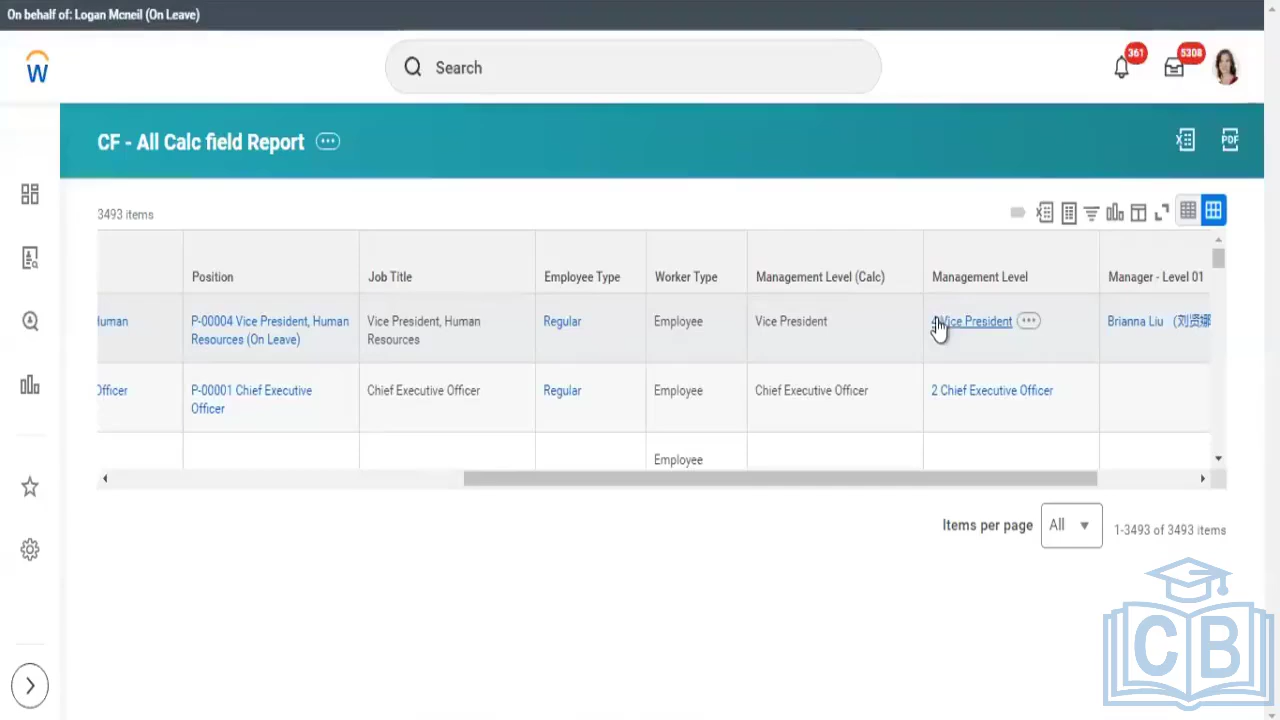 On behalf of: Logan Mcneil (On Leave)
W
Search
361
5308
CF - All Calc field Report
PDF
3493 items
Position
Job Title
Employee Type
Worker Type
Management Level (Calc)
Management Level
Manager - Level 01
Human
P-00004 Vice President, Human
Resources (On Leave)
Vice President, Human
Resources
Regular
Employee
Vice President
Vice President
Brianna Liu (刘贤娜
Officer
P-00001 Chief Executive
Officer
Chief Executive Officer
Regular
Employee
Chief Executive Officer
2 Chief Executive Officer
Employee
Items per page
All
1-3493 of 3493 items
CB